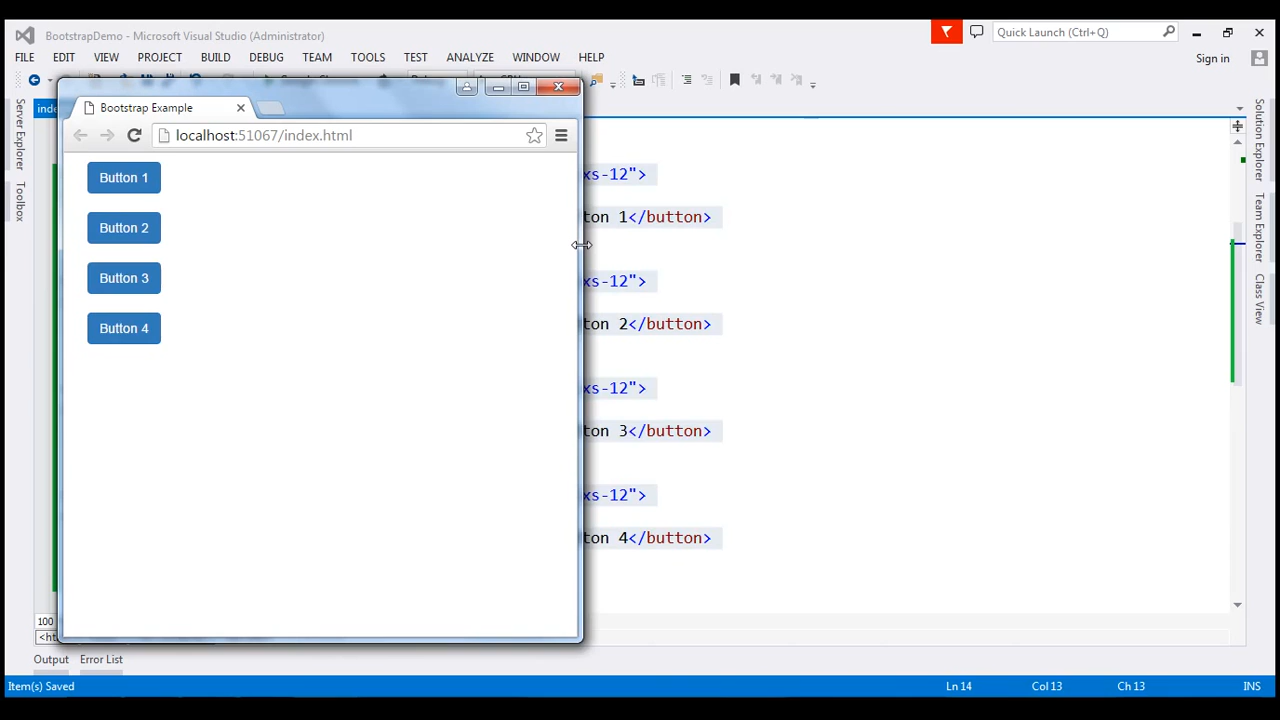 BootstrapDemo - Microsoft Visual Studio (Administrator)
Quick Launch (Ctrl+Q)
FILE EDIT VIEW PROJECT BUILD DEBUG TEAM TOOLS TEST ANALYZE WINDOW HELP
Sign in
Server Explorer
Toolbox
Bootstrap Example
localhost:51067/index.html
Button 1
Button 2
Button 3
Button 4
xs-12">
ton 1</button>
xs-12">
ton 2</button>
xs-12">
ton 3</button>
xs-12">
ton 4</button>
Solution Explorer
Team Explorer
Class View
100
Output Error List
Item(s) Saved Ln 14 Col 13 Ch 13 INS